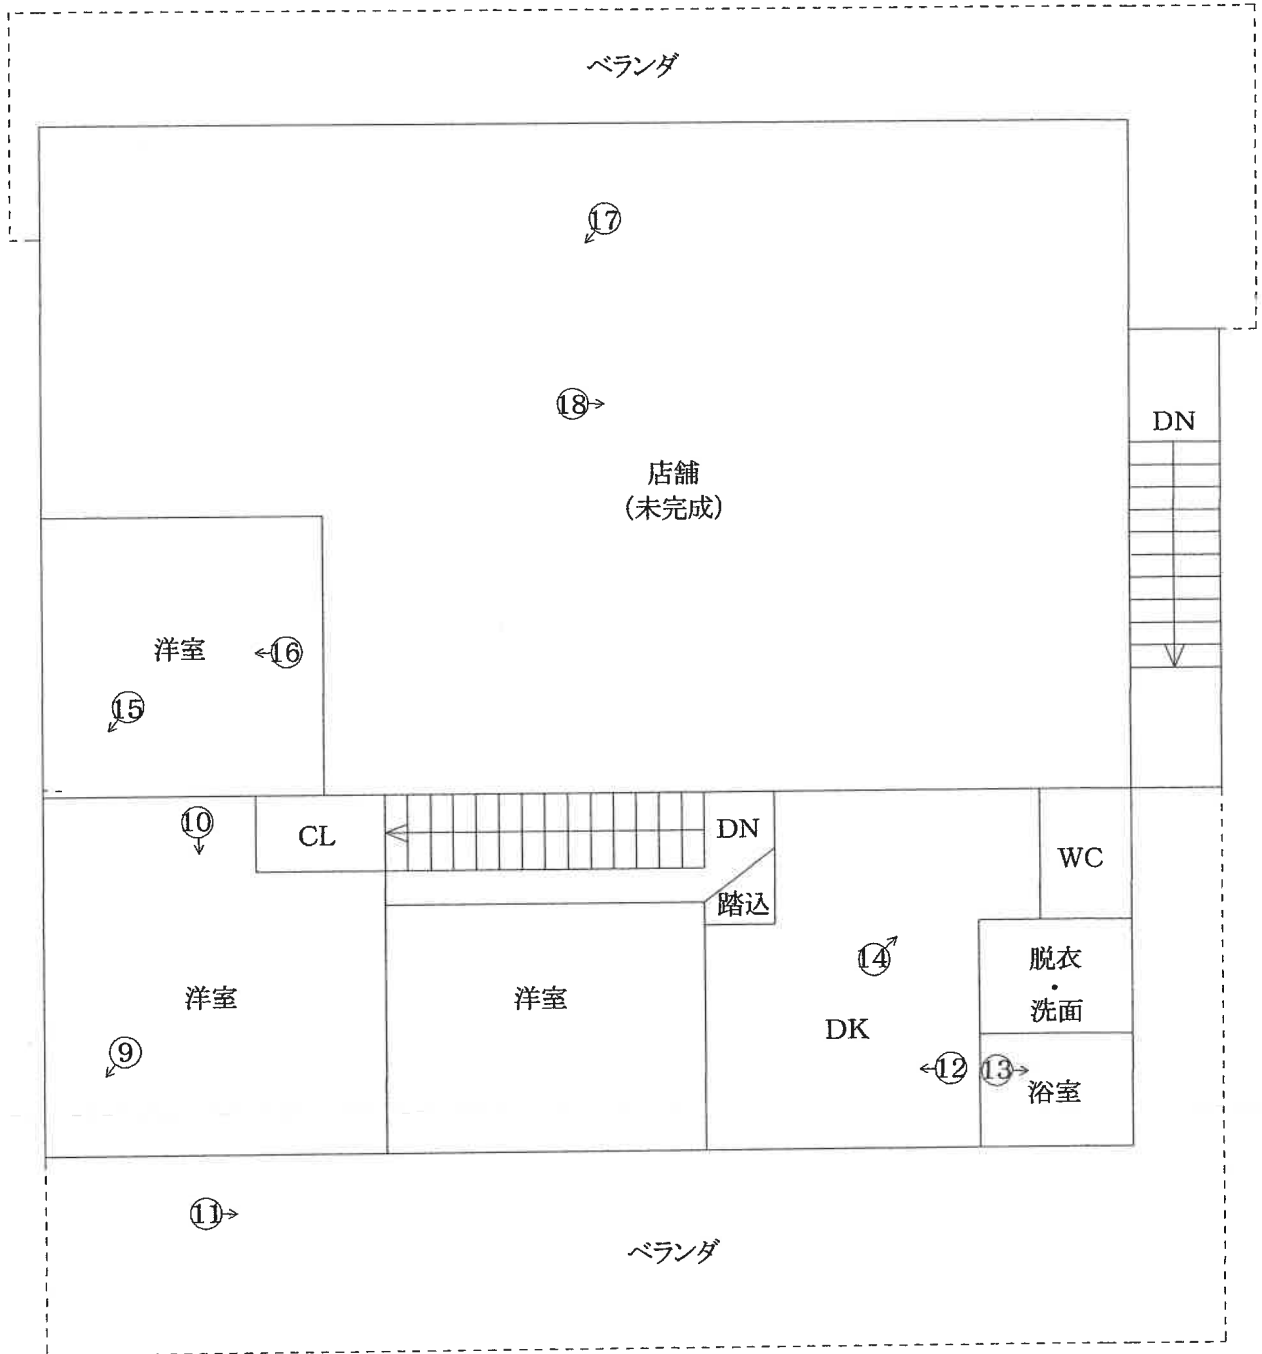 ベランダ
⑰
⑱
DN
店舗
(未完成)
洋室
⑯
⑮
⑩
CL
DN
WC
踏込
⑭
脱衣
・
洗面
洋室
洋室
DK
⑨
⑫
⑬
浴室
⑪
ベランダ